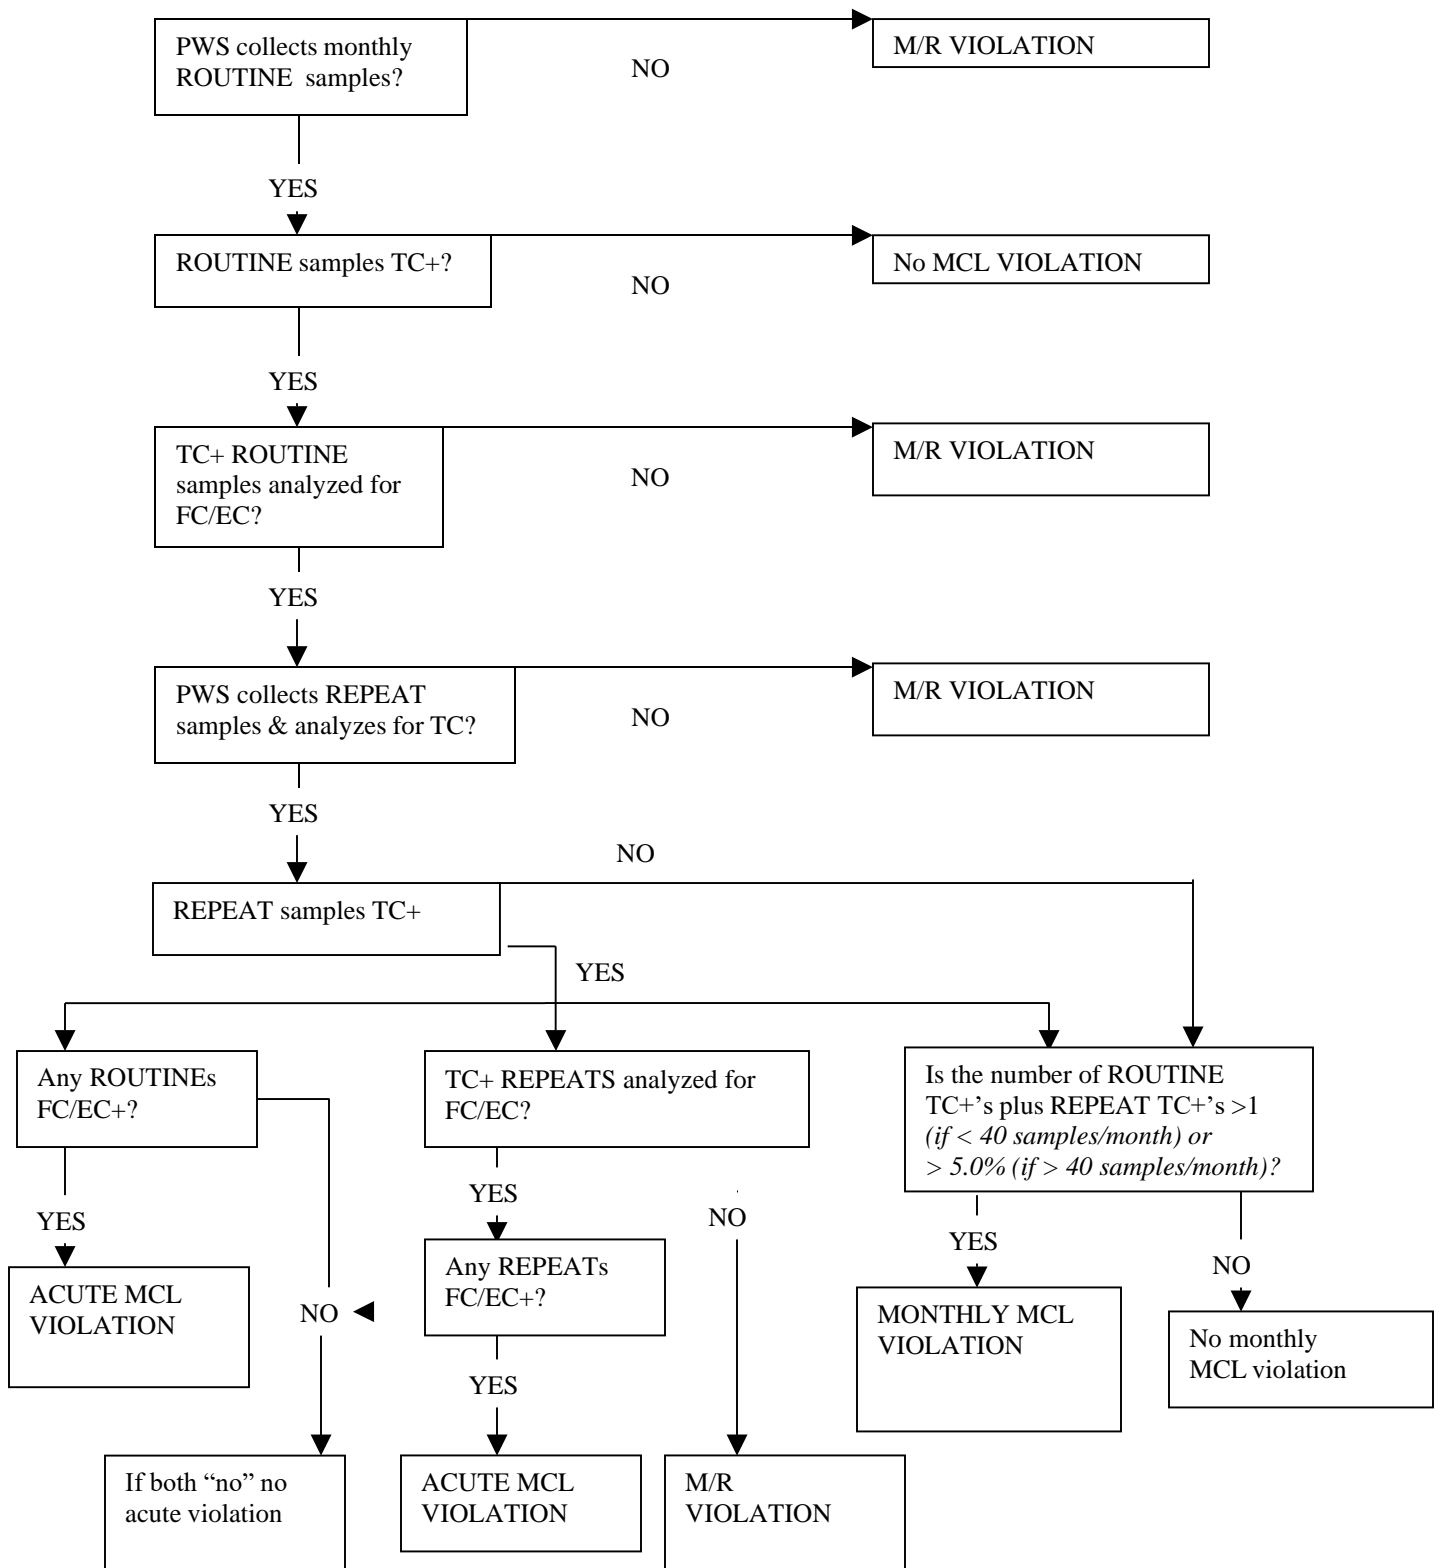 PWS collects monthly
ROUTINE samples?
NO
M/R VIOLATION
YES
ROUTINE samples TC+?
NO
No MCL VIOLATION
YES
TC+ ROUTINE
samples analyzed for
FC/EC?
NO
M/R VIOLATION
YES
PWS collects REPEAT
samples & analyzes for TC?
NO
M/R VIOLATION
YES
NO
REPEAT samples TC+
YES
Any ROUTINEs
FC/EC+?
TC+ REPEATS analyzed for
FC/EC?
Is the number of ROUTINE
TC+’s plus REPEAT TC+’s >1
(if < 40 samples/month) or
> 5.0% (if > 40 samples/month)?
YES
YES
NO
YES
NO
ACUTE MCL
VIOLATION
NO
Any REPEATs
FC/EC+?
MONTHLY MCL
VIOLATION
No monthly
MCL violation
YES
If both “no” no
acute violation
ACUTE MCL
VIOLATION
M/R
VIOLATION